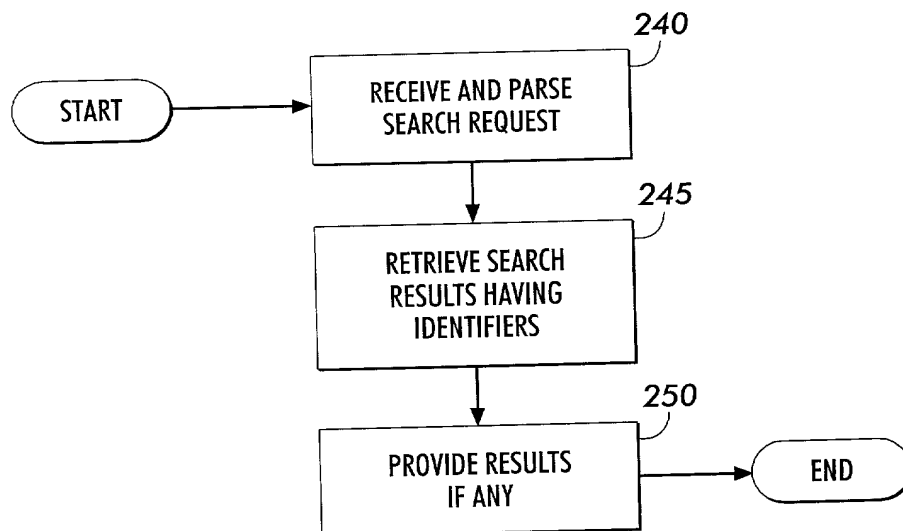 240
START
RECEIVE AND PARSE
SEARCH REQUEST
245
RETRIEVE SEARCH
RESULTS HAVING
IDENTIFIERS
250
PROVIDE RESULTS
IF ANY
END